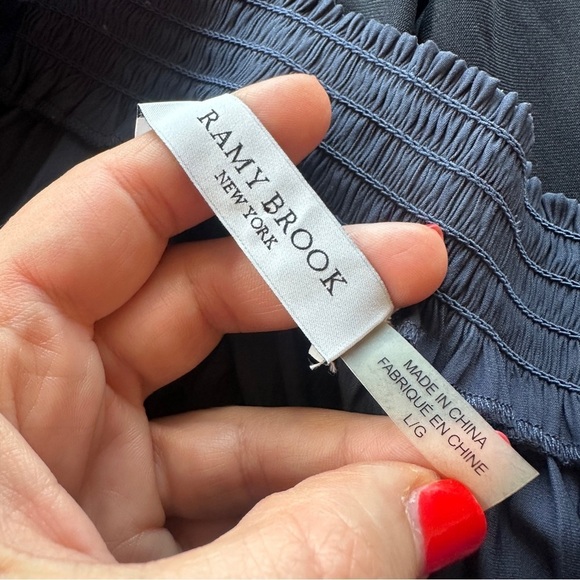 RAMY BROOK
NEW YORK
MADE IN CHINA
FABRIQUÉ EN CHINE
L/G